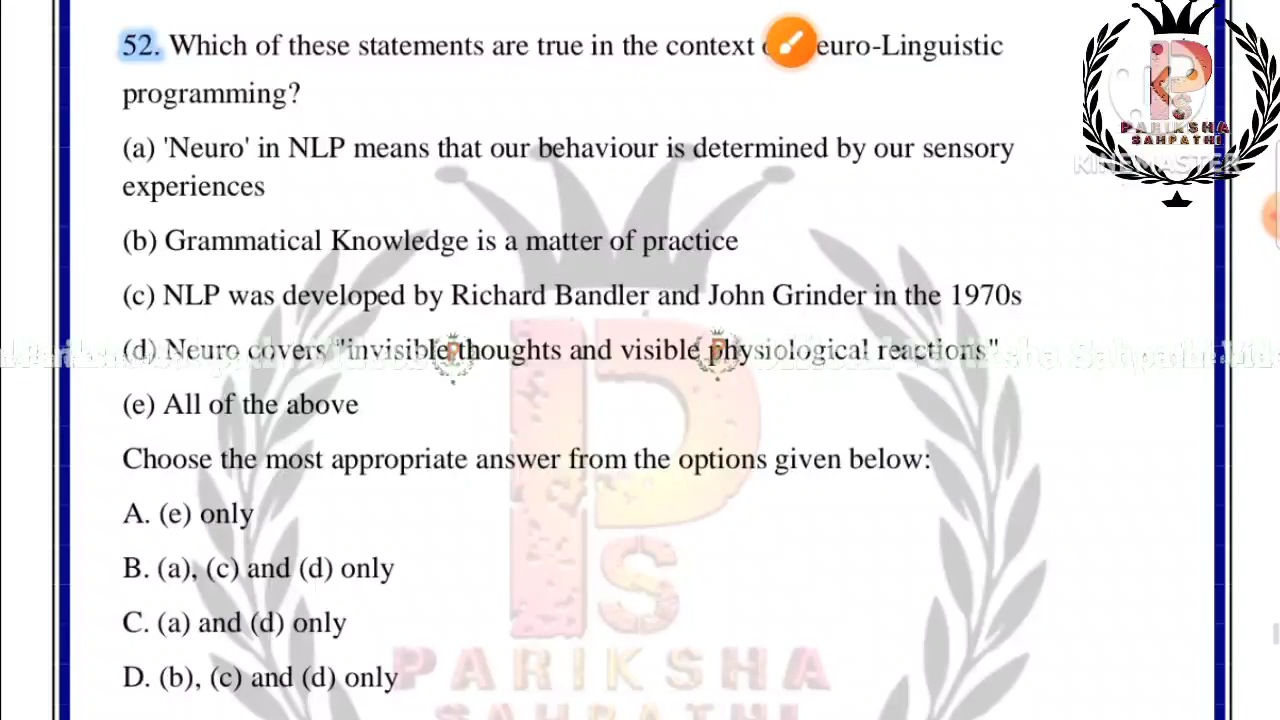 52. Which of these statements are true in the context euro-Linguistic
programming?
(a) 'Neuro' in NLP means that our behaviour is determined by our sensory
experiences
(b) Grammatical Knowledge is a matter of practice
(c) NLP was developed by Richard Bandler and John Grinder in the 1970s
(d) Neuro covers "invisible thoughts and visible physiological reactions"
(e) All of the above
Choose the most appropriate answer from the options given below:
A. (e) only
B. (a), (c) and (d) only
C. (a) and (d) only
D. (b), (c) and (d) only
PS
PARIKSHA
SAHPATHI
KINEMASTER
PS
PARIKSHA
SAHPATHI